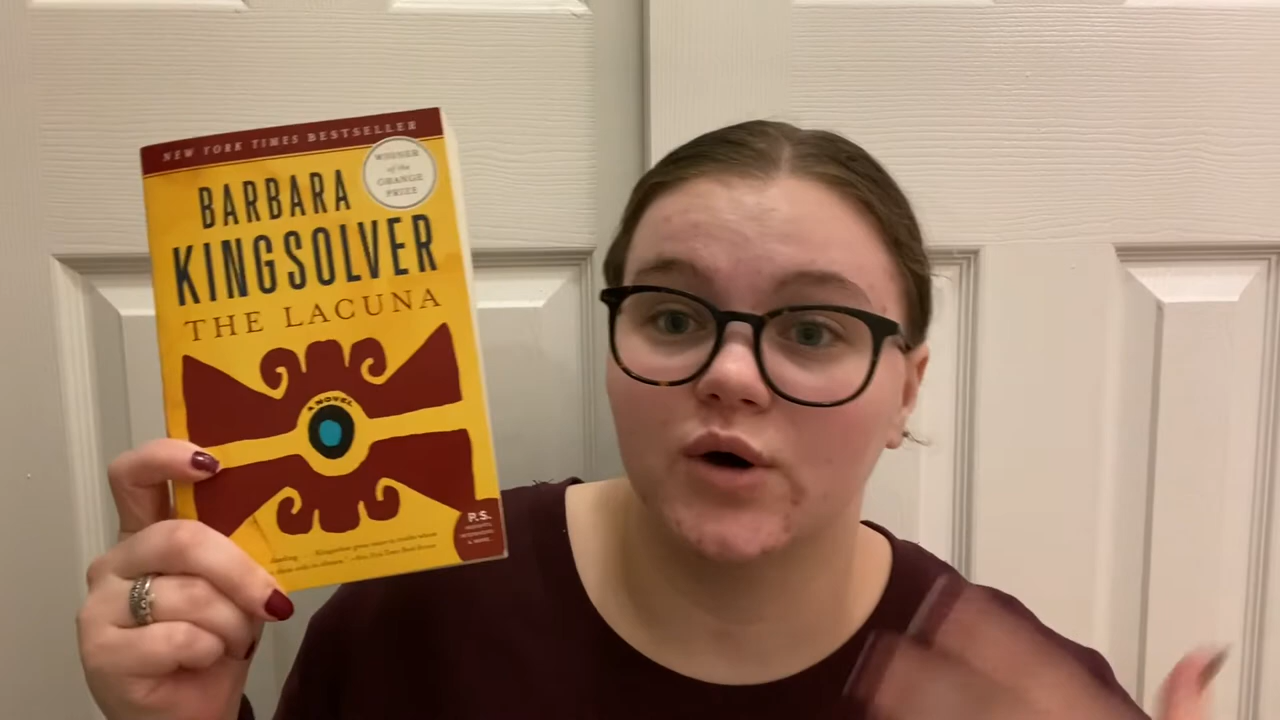 NEW YORK TIMES BESTSELLER
WINNER
of the
ORANGE
PRIZE
BARBARA
KINGSOLVER
THE LACUNA
A NOVEL
P.S.